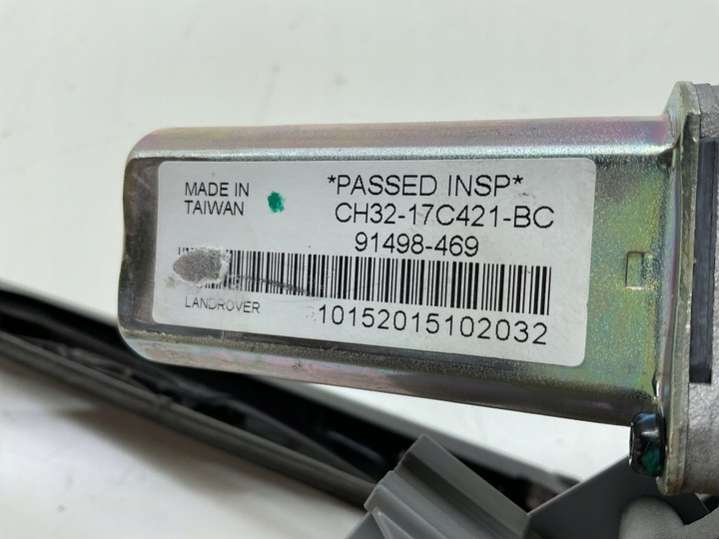 MADE IN
TAIWAN
*PASSED INSP*
CH32-17C421-BC
91498-469
LANDROVER
10152015102032